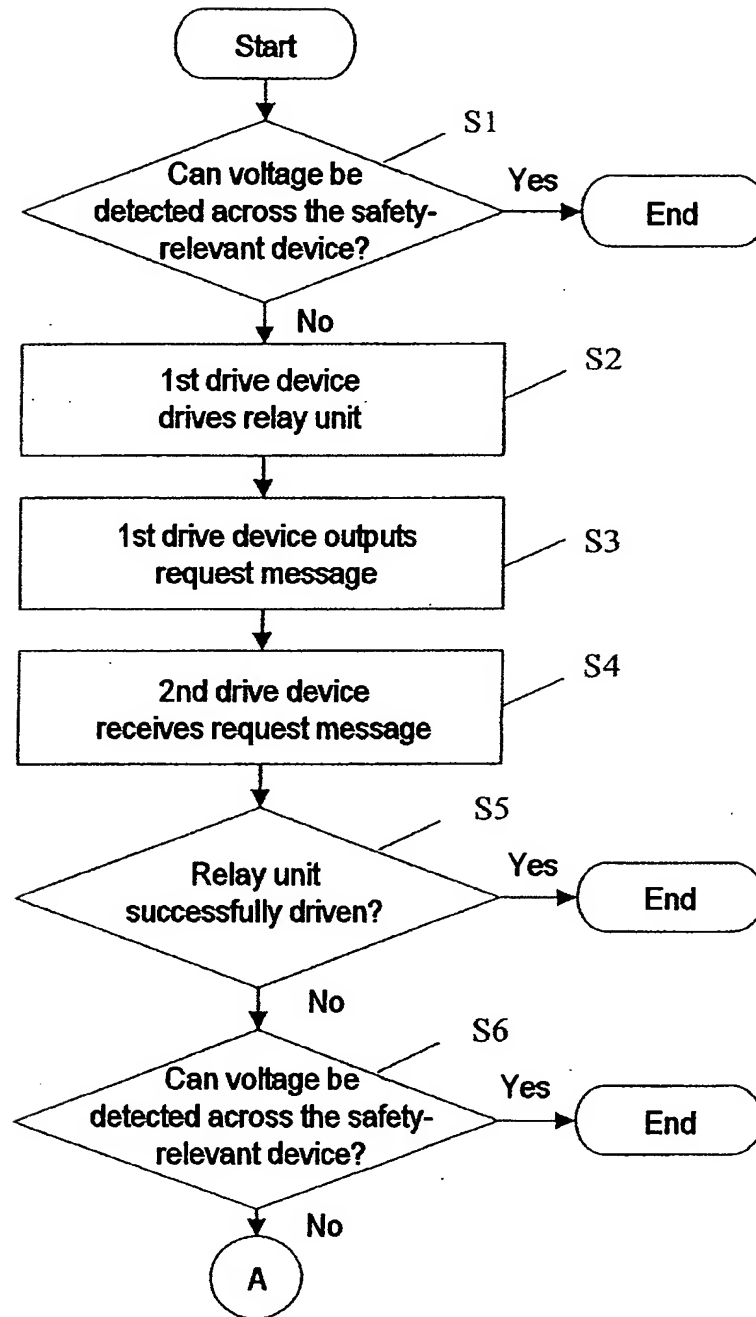 Start
S1
Can voltage be
detected across the safety-
relevant device?
Yes
End
No
1st drive device
drives relay unit
S2
1st drive device outputs
request message
S3
2nd drive device
receives request message
S4
S5
Relay unit
successfully driven?
Yes
End
No
S6
Can voltage be
detected across the safety-
relevant device?
Yes
End
No
A